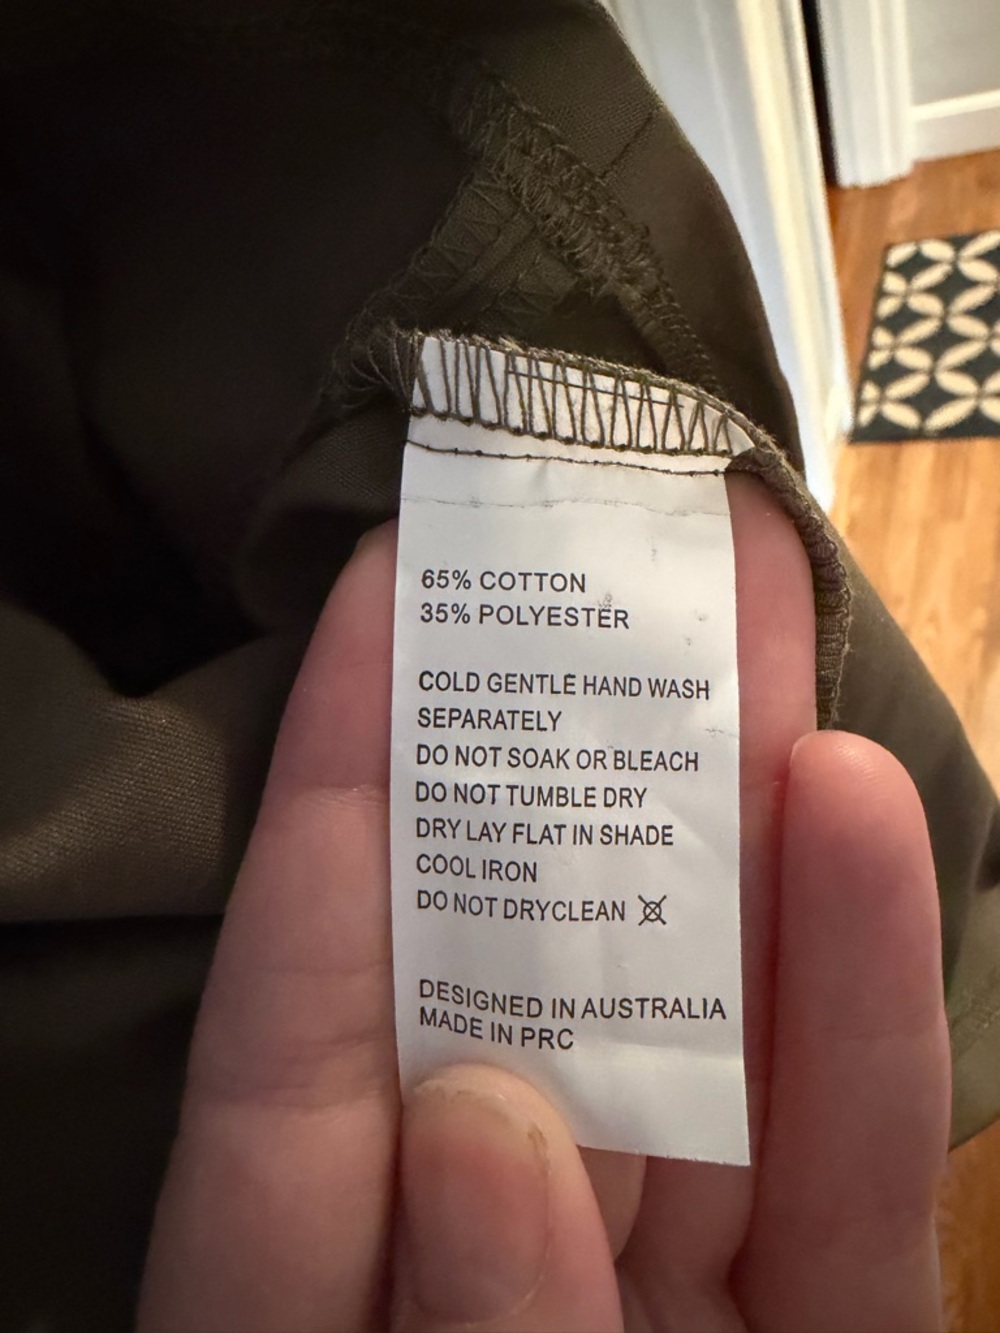 65% COTTON
35% POLYESTER
COLD GENTLE HAND WASH
SEPARATELY
DO NOT SOAK OR BLEACH
DO NOT TUMBLE DRY
DRY LAY FLAT IN SHADE
COOL IRON
DO NOT DRYCLEAN
DESIGNED IN AUSTRALIA
MADE IN PRC